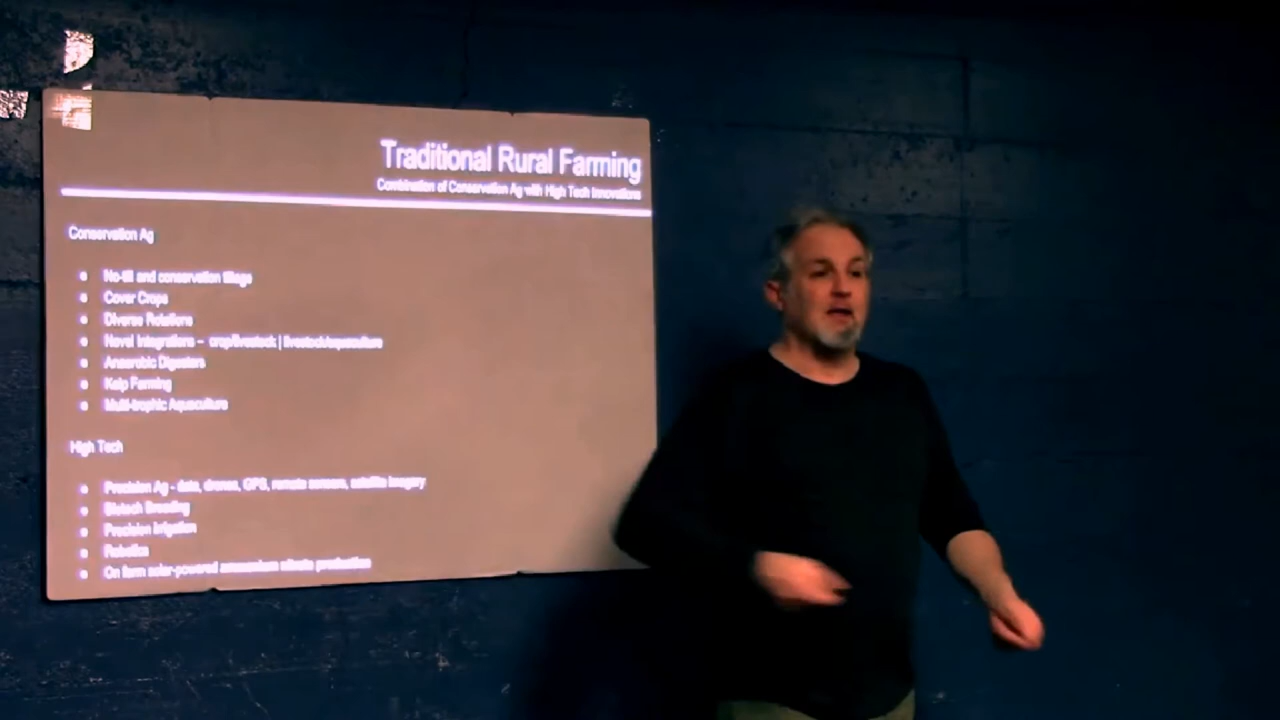 Traditional Rural Farming
Combination of Conservation Ag with High Tech Innovations
Conservation Ag
No-till and conservation tillage
Cover Crops
Diverse Rotations
Novel Integrations – crop/livestock | livestock/aquaculture
Anaerobic Digesters
Kelp Farming
Multi-trophic Aquaculture
High Tech
Precision Ag - data, drones, GPS, remote sensors, satellite imagery
Biotech Breeding
Precision Irrigation
Robotics
On farm solar-powered ammonium nitrate production